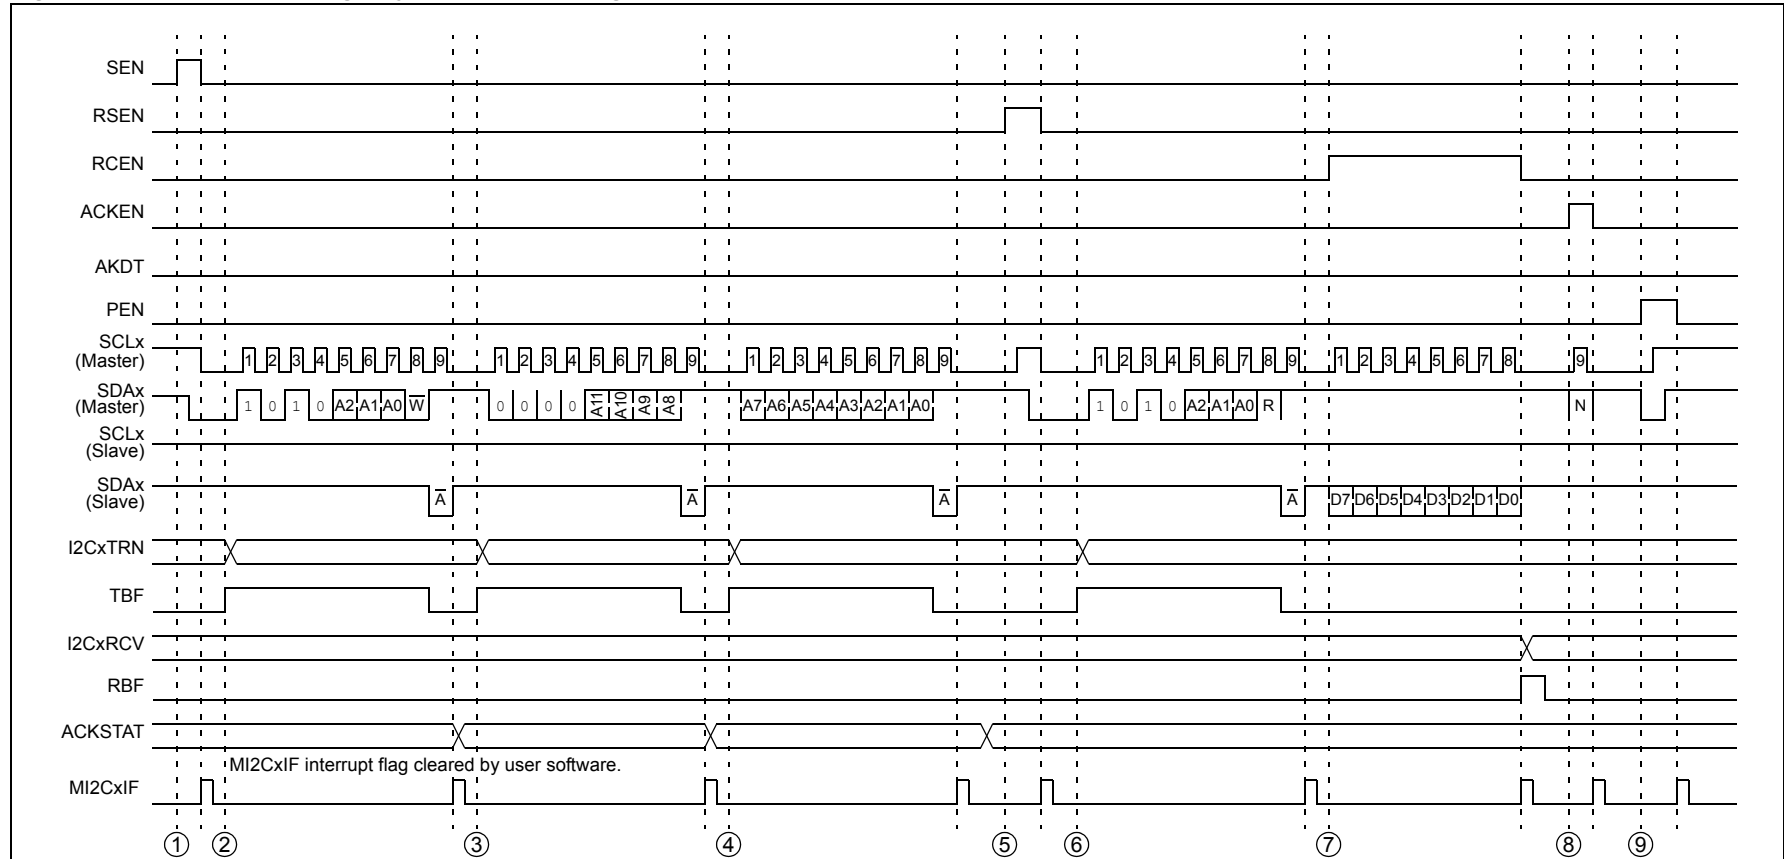 SEN
RSEN
RCEN
ACKEN
AKDT
PEN
SCLx
(Master)
1 2 3 4 5 6 7 8 9 1 2 3 4 5 6 7 8 9 1 2 3 4 5 6 7 8 9 1 2 3 4 5 6 7 8 9 1 2 3 4 5 6 7 8 9
SDAx
(Master)
1 0 1 0 A2 A1 A0 W̅ 0 0 0 0 A11 A10 A9 A8 A7 A6 A5 A4 A3 A2 A1 A0 1 0 1 0 A2 A1 A0 R N
SCLx
(Slave)
SDAx
(Slave)
A̅ A̅ A̅ A̅ D7 D6 D5 D4 D3 D2 D1 D0
I2CxTRN
TBF
I2CxRCV
RBF
ACKSTAT
MI2CxIF interrupt flag cleared by user software.
MI2CxIF
① ② ③ ④ ⑤ ⑥ ⑦ ⑧ ⑨